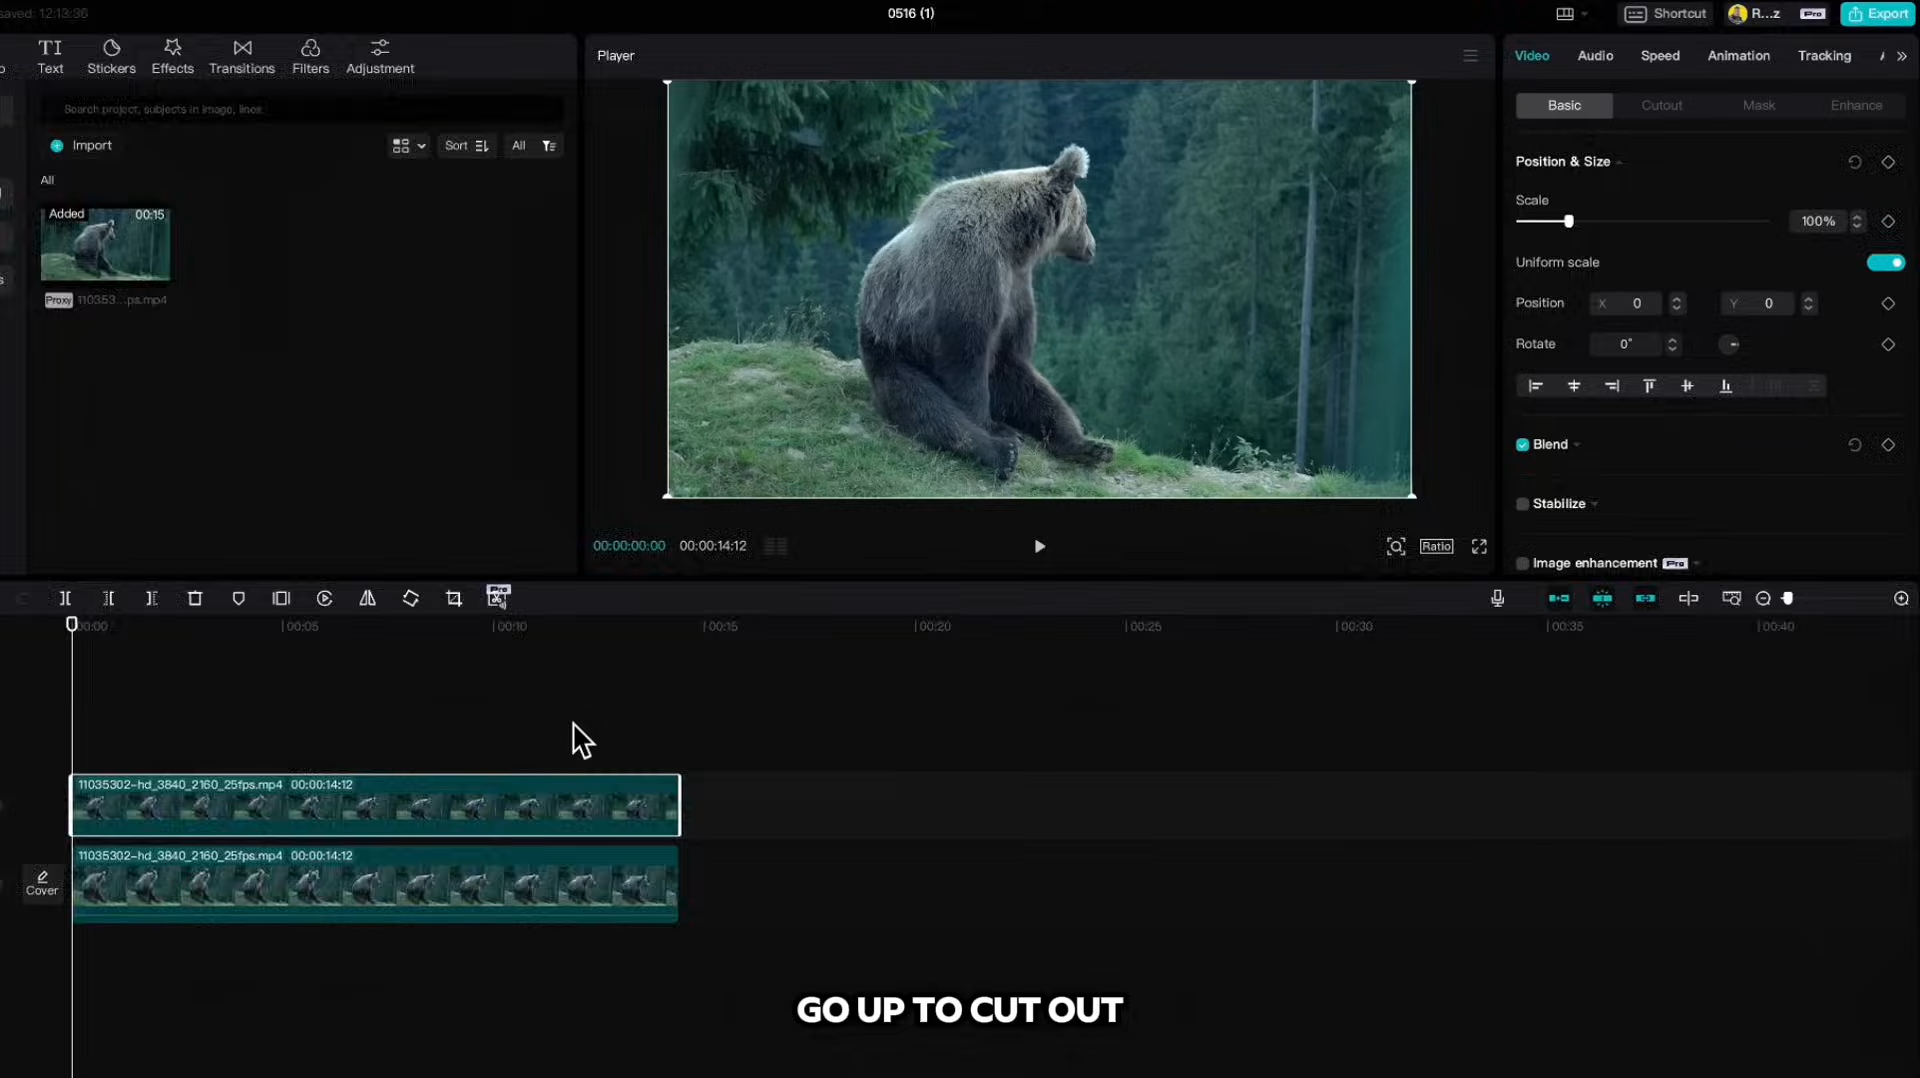 saved: 12:13:36
0516 (1)
Shortcut
R...z
Pro
Export
TI
Text
Stickers
Effects
Transitions
Filters
Adjustment
Player
Video
Audio
Speed
Animation
Tracking
Search project, subjects in image, lines
Basic
Cutout
Mask
Enhance
Import
Sort
All
All
Position & Size
Added
00:15
Scale
100%
Uniform scale
Proxy
110353...ps.mp4
Position
X
0
Y
0
Rotate
0°
Blend
Stabilize
00:00:00:00
00:00:14:12
Ratio
Image enhancement
Pro
Pro
00:00
00:05
00:10
00:15
00:20
00:25
00:30
00:35
00:40
11035302-hd_3840_2160_25fps.mp4 00:00:14:12
11035302-hd_3840_2160_25fps.mp4 00:00:14:12
Cover
GO UP TO CUT OUT